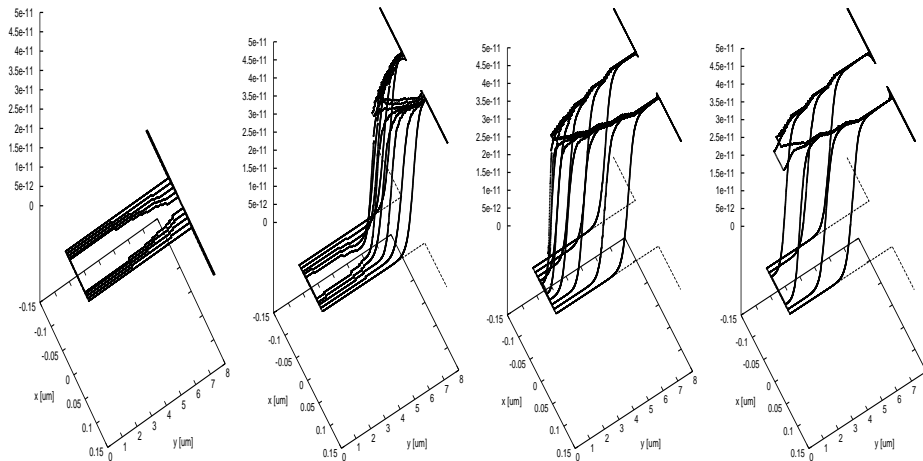 5e-11
4.5e-11
4e-11
3.5e-11
3e-11
2.5e-11
2e-11
1.5e-11
1e-11
5e-12
0
-0.15
-0.1
-0.05
0
0.05
0.1
0.15
x [um]
0
1
2
3
4
5
6
7
8
y [um]
5e-11
4.5e-11
4e-11
3.5e-11
3e-11
2.5e-11
2e-11
1.5e-11
1e-11
5e-12
0
-0.15
-0.1
-0.05
0
0.05
0.1
0.15
x [um]
0
1
2
3
4
5
6
7
8
y [um]
5e-11
4.5e-11
4e-11
3.5e-11
3e-11
2.5e-11
2e-11
1.5e-11
1e-11
5e-12
0
-0.15
-0.1
-0.05
0
0.05
0.1
0.15
x [um]
0
1
2
3
4
5
6
7
8
y [um]
5e-11
4.5e-11
4e-11
3.5e-11
3e-11
2.5e-11
2e-11
1.5e-11
1e-11
5e-12
0
-0.15
-0.1
-0.05
0
0.05
0.1
0.15
x [um]
0
1
2
3
4
5
6
7
8
y [um]